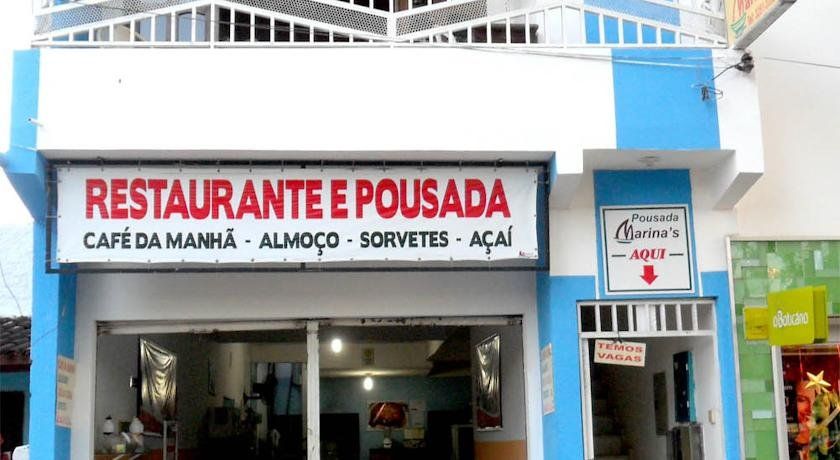 RESTAURANTE E POUSADA
CAFÉ DA MANHÃ - ALMOÇO - SORVETES - AÇAÍ
Pousada
Marina's
AQUI
TEMOS
VAGAS
oBoticário